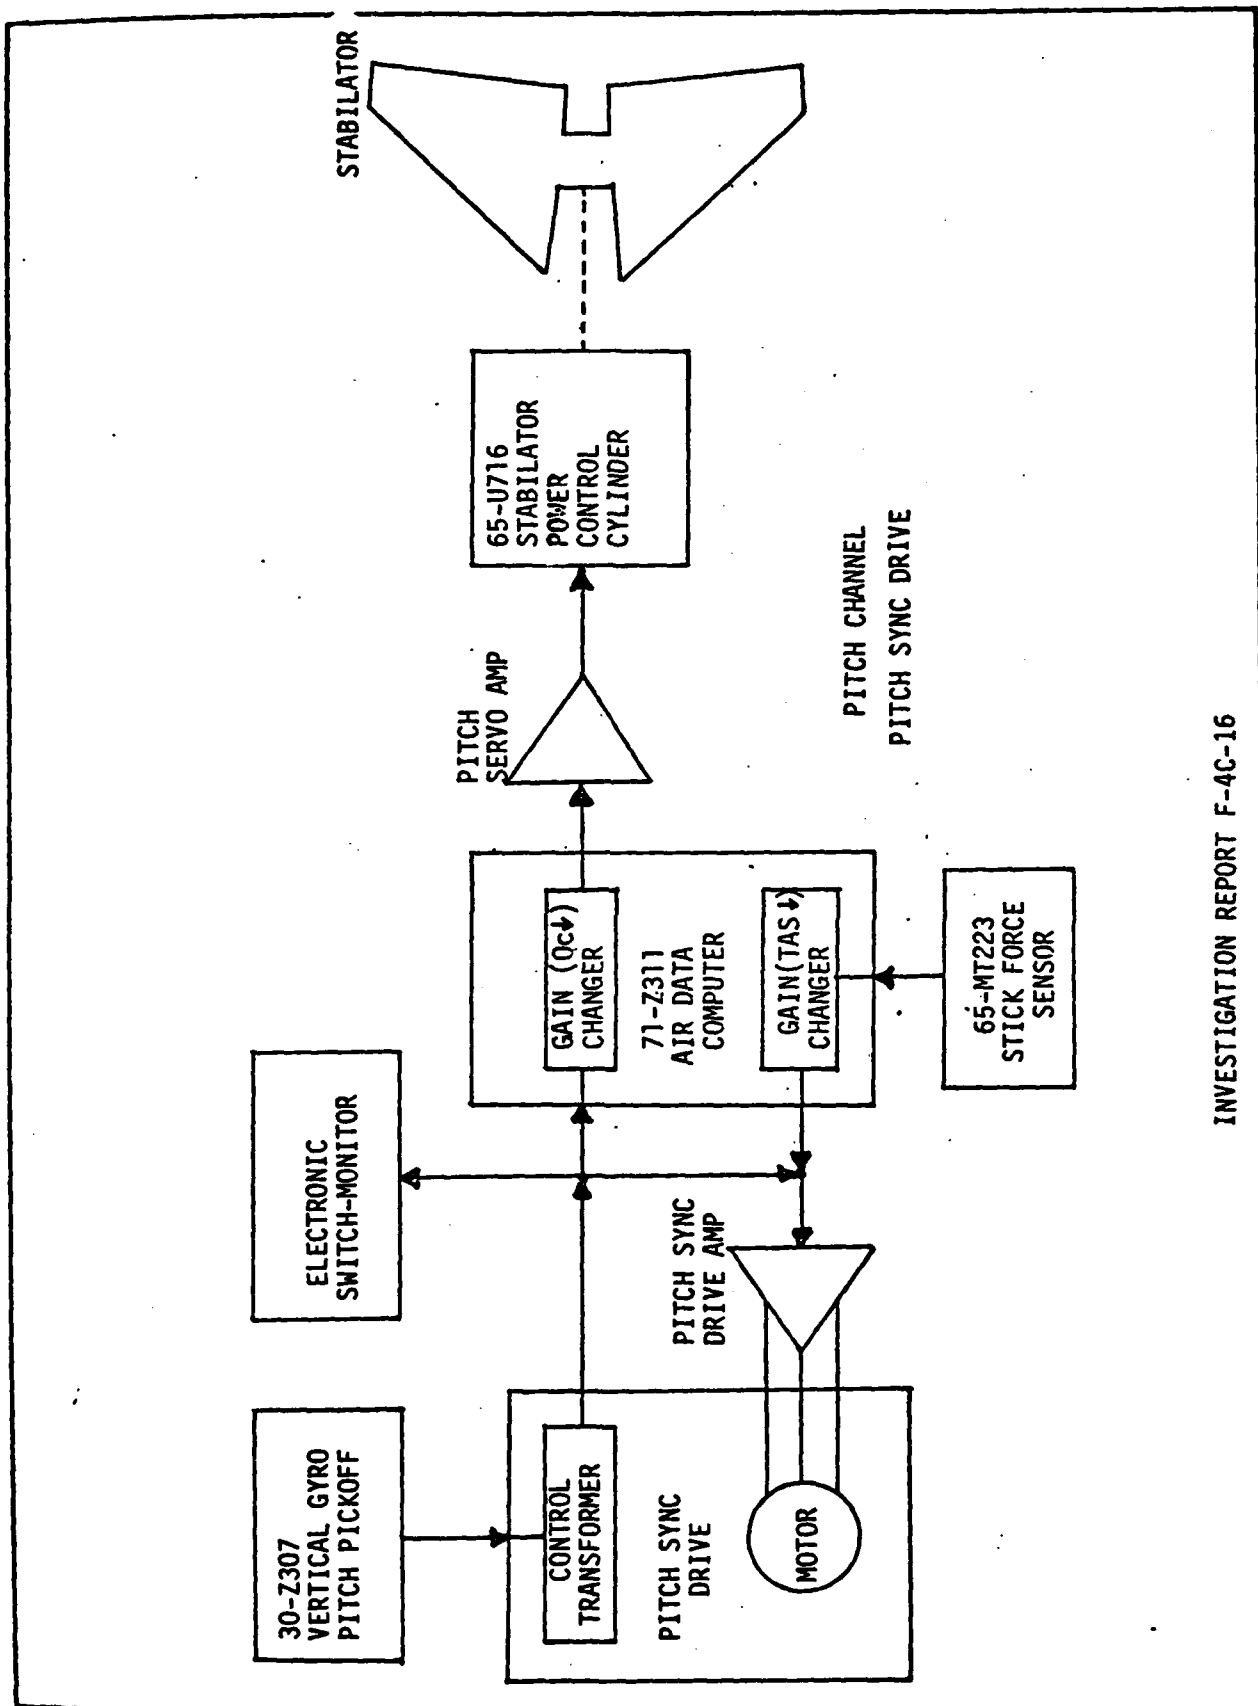 30-Z307
VERTICAL GYRO
PITCH PICKOFF
ELECTRONIC
SWITCH-MONITOR
CONTROL
TRANSFORMER
PITCH SYNC
DRIVE
MOTOR
PITCH SYNC
DRIVE AMP
GAIN (Qc↓)
CHANGER
71-Z311
AIR DATA
COMPUTER
GAIN(TAS↓)
CHANGER
65-MT223
STICK FORCE
SENSOR
PITCH
SERVO AMP
65-U716
STABILATOR
POWER
CONTROL
CYLINDER
STABILATOR
PITCH CHANNEL
PITCH SYNC DRIVE
INVESTIGATION REPORT F-4C-16